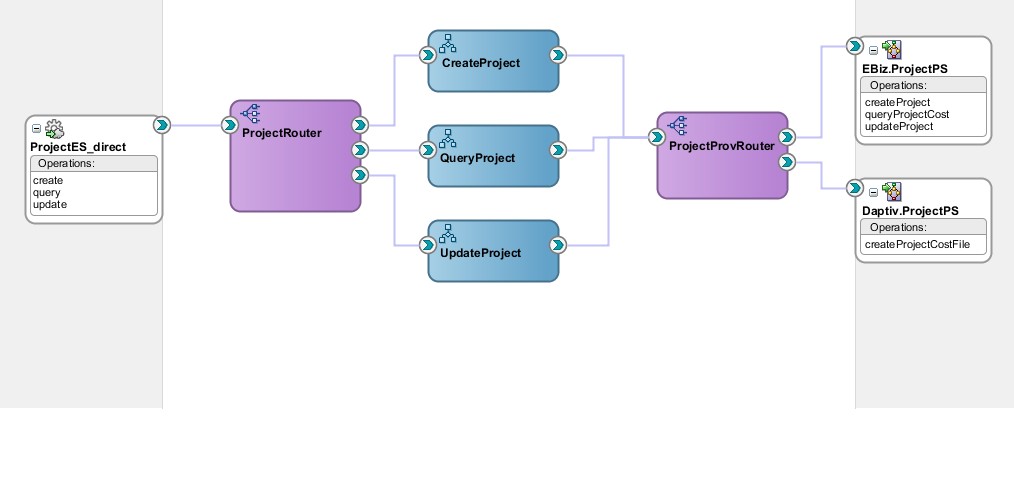 ProjectES_direct
Operations:
create
query
update
ProjectRouter
CreateProject
QueryProject
UpdateProject
ProjectProvRouter
EBiz.ProjectPS
Operations:
createProject
queryProjectCost
updateProject
Daptiv.ProjectPS
Operations:
createProjectCostFile